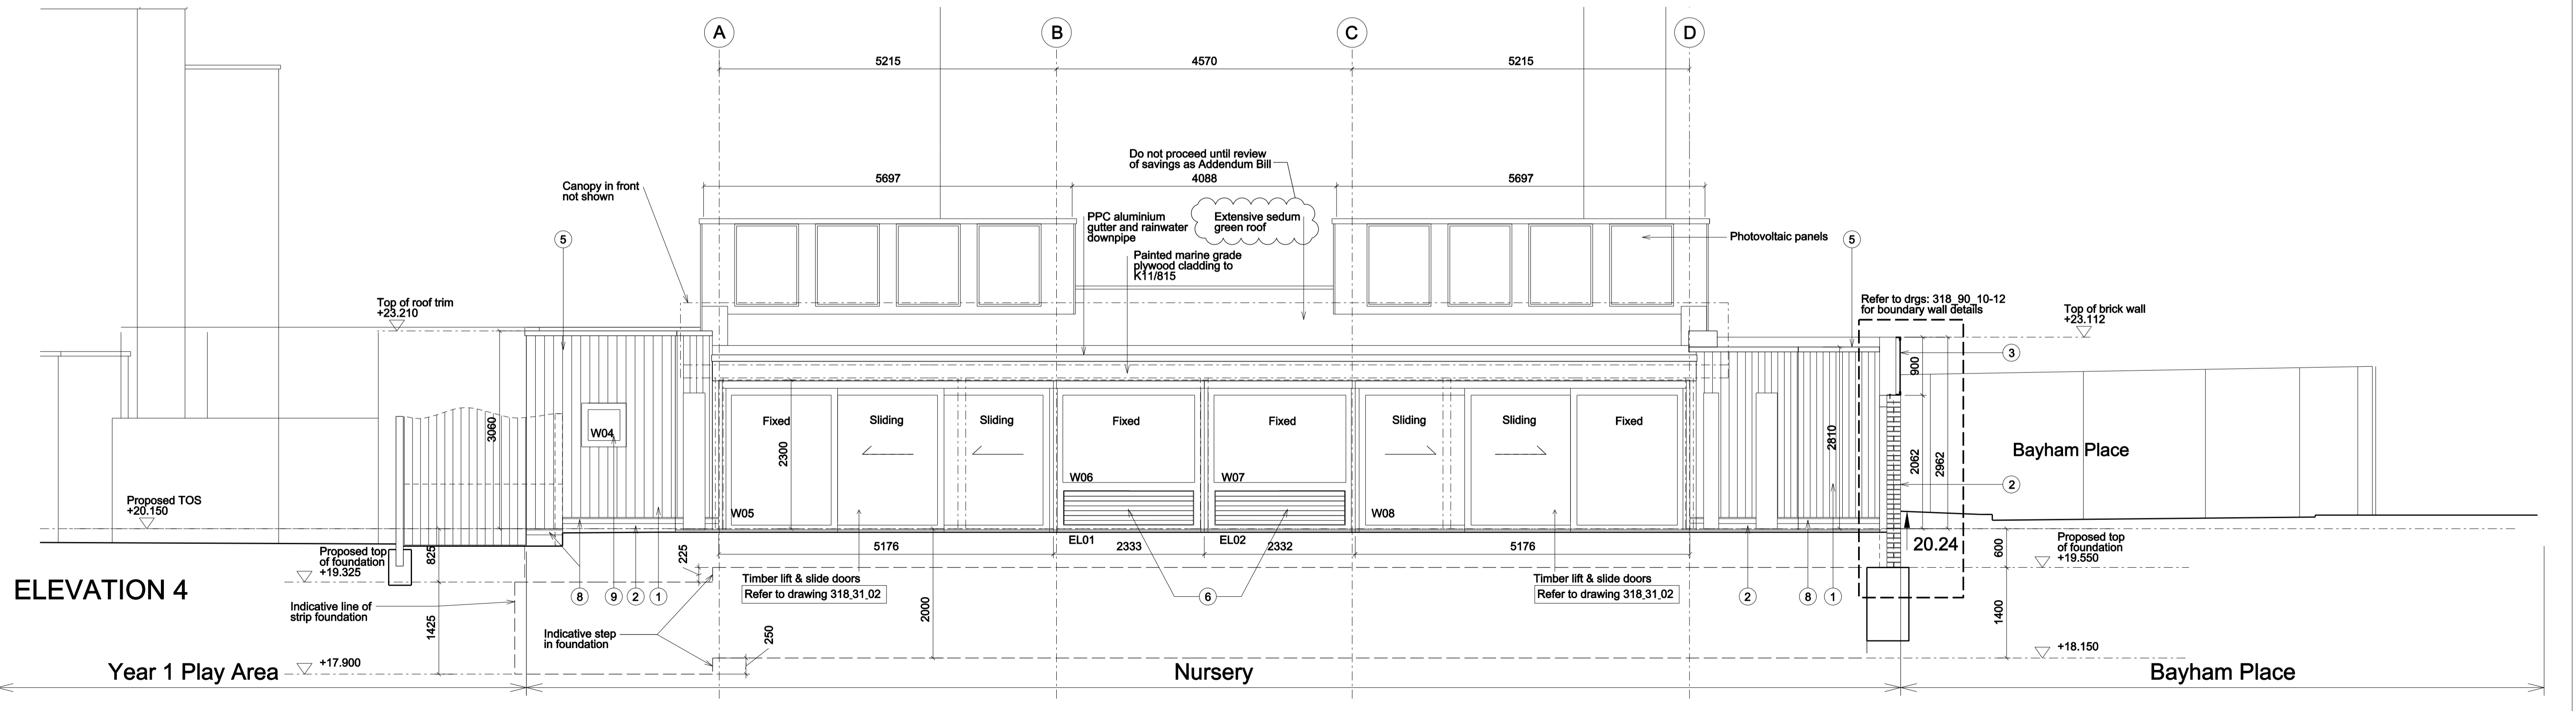 A
B
C
D
5215
4570
5215
Do not proceed until review
of savings as Addendum Bill
5697
4088
5697
Canopy in front
not shown
PPC aluminium
gutter and rainwater
downpipe
Extensive sedum
green roof
Photovoltaic panels
5
5
Painted marine grade
plywood cladding to
K11/815
Top of roof trim
+23.210
Refer to drgs: 318_90_10-12
for boundary wall details
Top of brick wall
+23.112
3
900
3060
W04
Fixed
Sliding
Sliding
Fixed
Fixed
Sliding
Sliding
Fixed
2300
2810
2062
2962
Bayham Place
W06
W07
2
Proposed TOS
+20.150
W05
W08
EL01
EL02
5176
2333
2332
5176
20.24
600
Proposed top
of foundation
+19.550
Proposed top
of foundation
+19.325
825
225
ELEVATION 4
Timber lift & slide doors
Refer to drawing 318_31_02
Timber lift & slide doors
Refer to drawing 318_31_02
8
9
2
1
6
2
8
1
Indicative line of
strip foundation
1425
2000
1400
Indicative step
in foundation
250
+17.900
+18.150
Year 1 Play Area
Nursery
Bayham Place